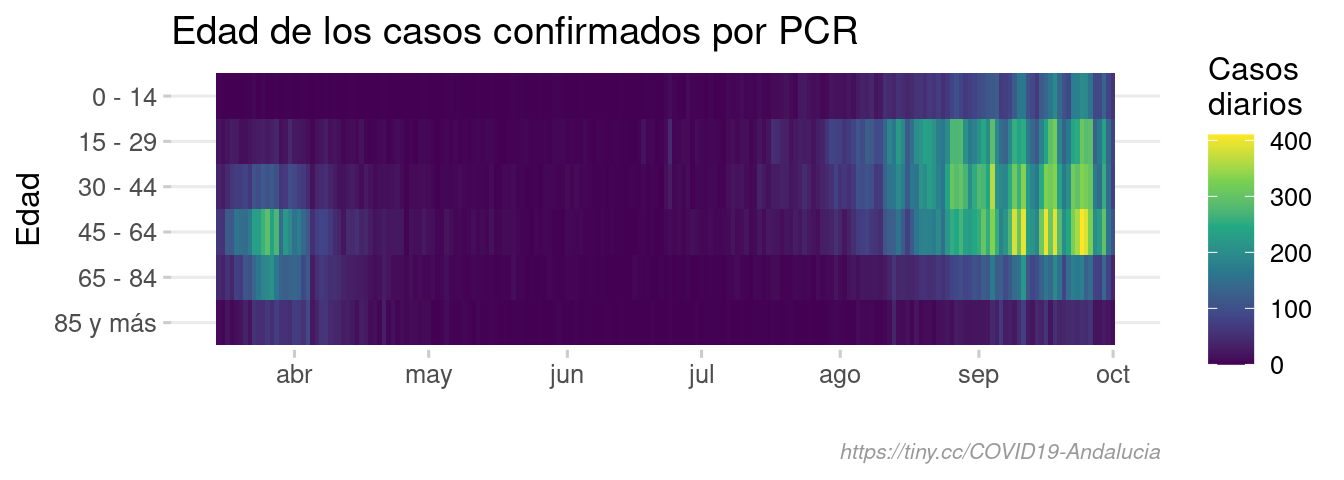 Edad de los casos confirmados por PCR
Edad
0 - 14
15 - 29
30 - 44
45 - 64
65 - 84
85 y más
abr may jun jul ago sep oct
Casos
diarios
400
300
200
100
0
https://tiny.cc/COVID19-Andalucia